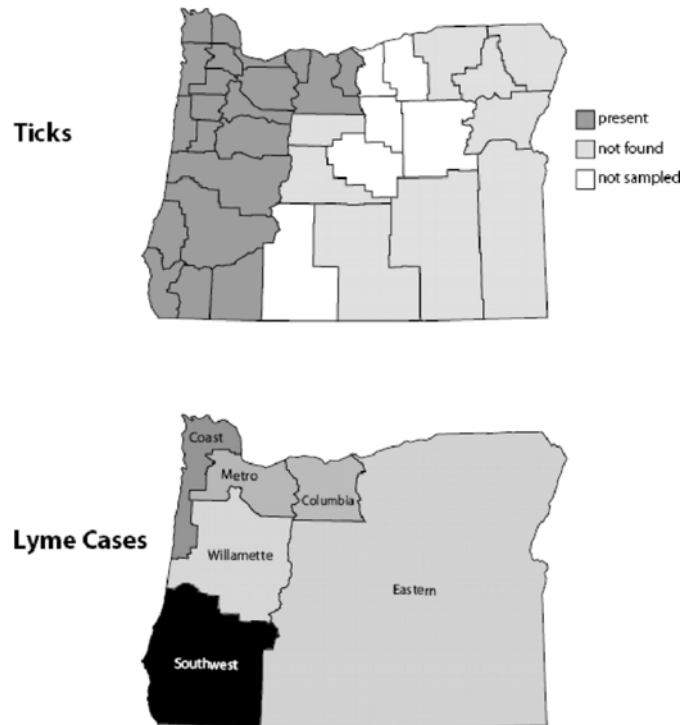 Ticks
present
not found
not sampled
Lyme Cases
Coast
Metro
Columbia
Willamette
Eastern
Southwest